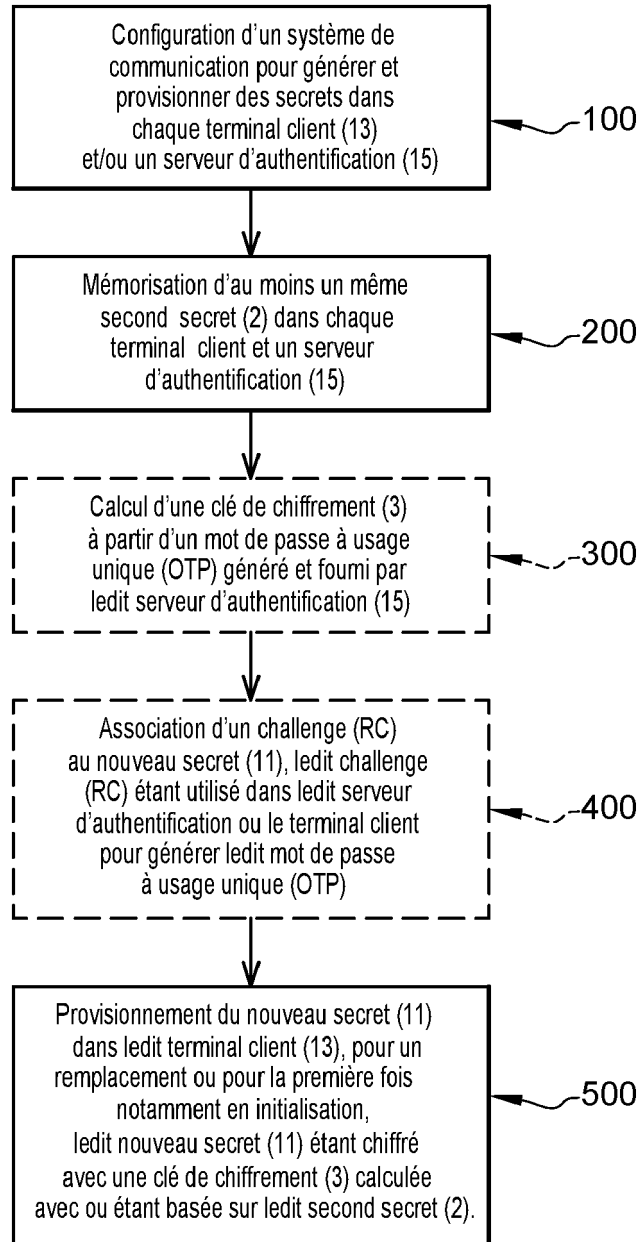 Configuration d'un système de
communication pour générer et
provisionner des secrets dans
chaque terminal client (13)
et/ou un serveur d'authentification (15)
100
Mémorisation d'au moins un même
second secret (2) dans chaque
terminal client et un serveur
d'authentification (15)
200
Calcul d'une clé de chiffrement (3)
à partir d'un mot de passe à usage
unique (OTP) généré et fourni par
ledit serveur d'authentification (15)
300
Association d'un challenge (RC)
au nouveau secret (11), ledit challenge
(RC) étant utilisé dans ledit serveur
d'authentification ou le terminal client
pour générer ledit mot de passe
à usage unique (OTP)
400
Provisionnement du nouveau secret (11)
dans ledit terminal client (13), pour un
remplacement ou pour la première fois
notamment en initialisation,
ledit nouveau secret (11) étant chiffré
avec une clé de chiffrement (3) calculée
avec ou étant basée sur ledit second secret (2).
500